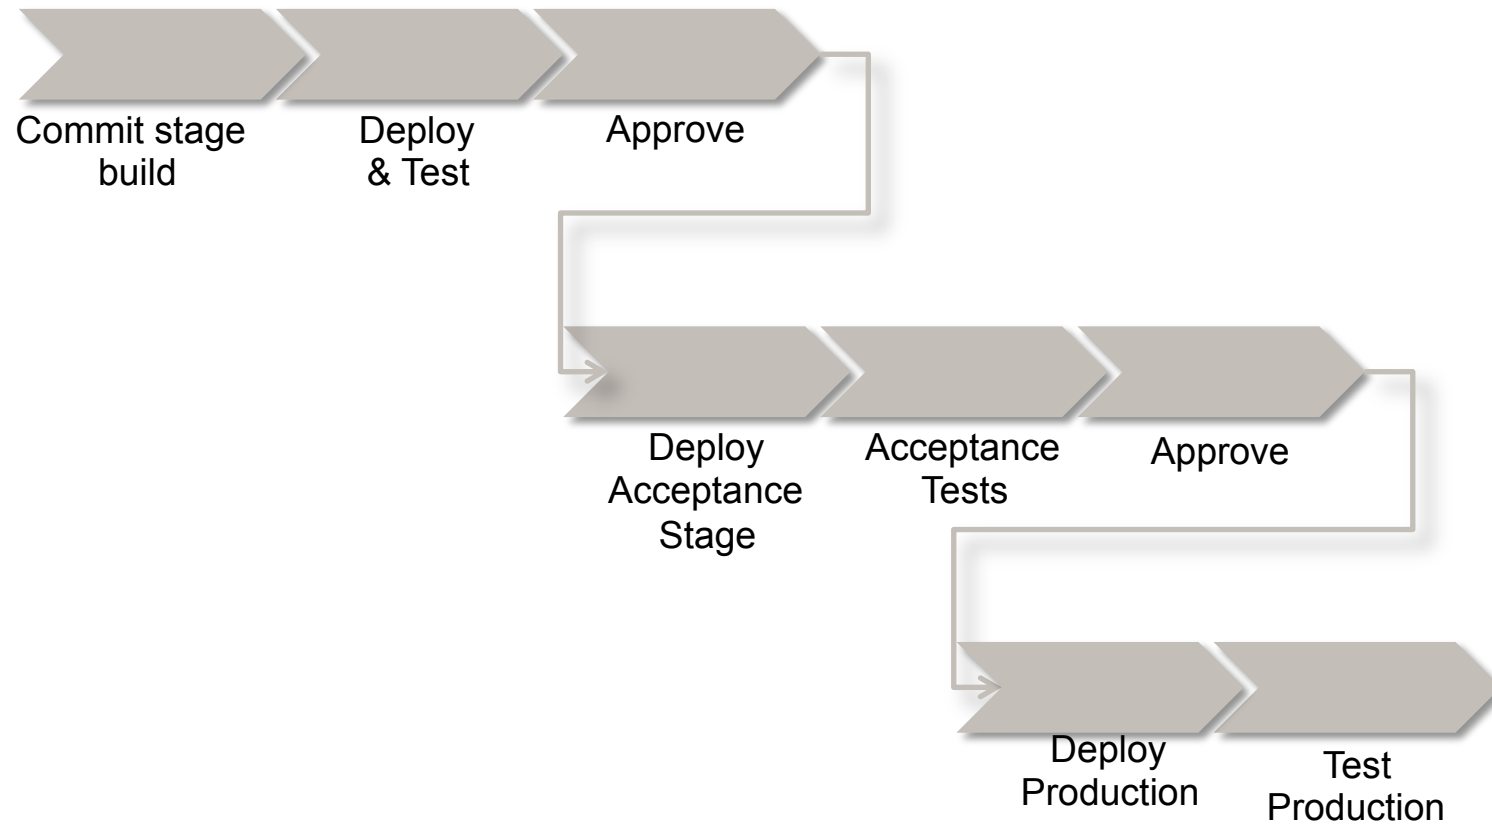 Commit stage
build
Deploy
& Test
Approve
Deploy
Acceptance
Stage
Acceptance
Tests
Approve
Deploy
Production
Test
Production